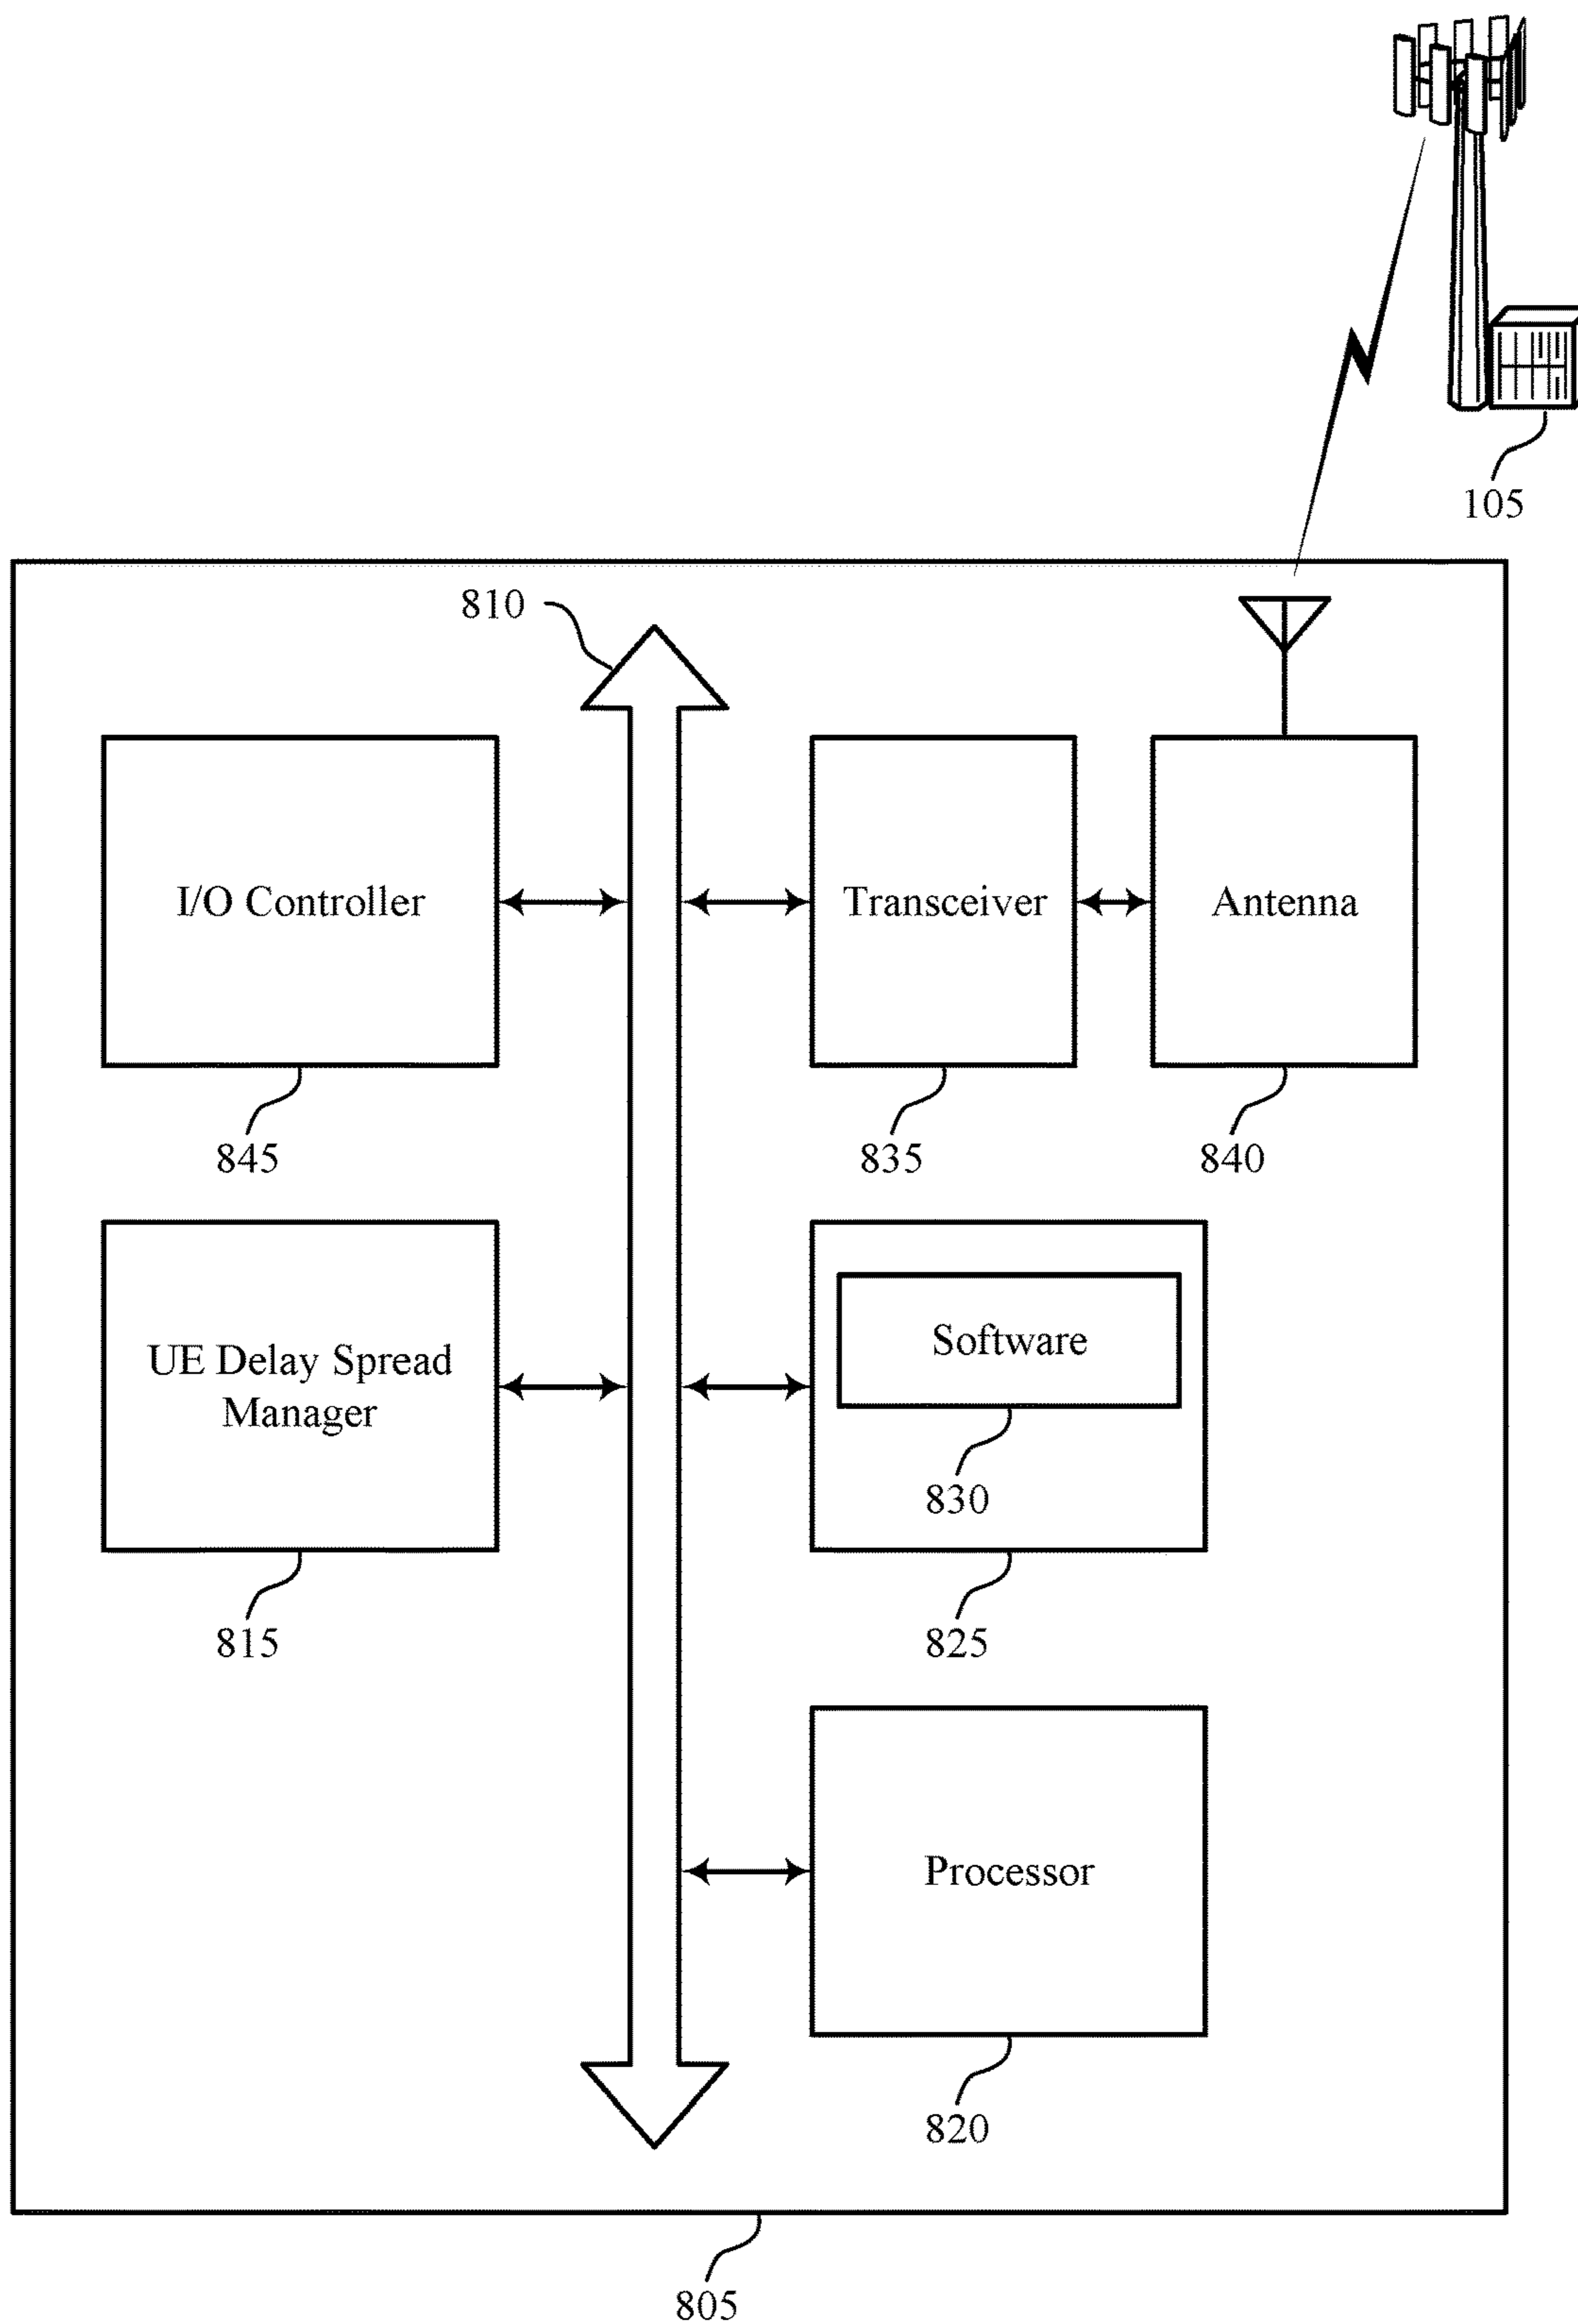 105
810
I/O Controller
Transceiver
Antenna
845
835
840
UE Delay Spread
Manager
Software
830
815
825
Processor
820
805